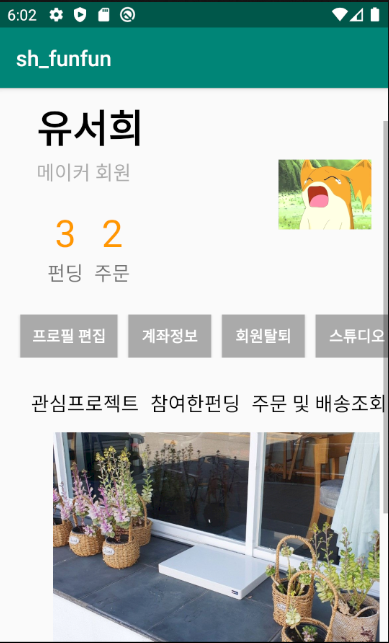 6:02
sh_funfun
유서희
메이커 회원
3 2
펀딩 주문
프로필 편집 계좌정보 회원탈퇴 스튜디오
관심프로젝트 참여한펀딩 주문 및 배송조회